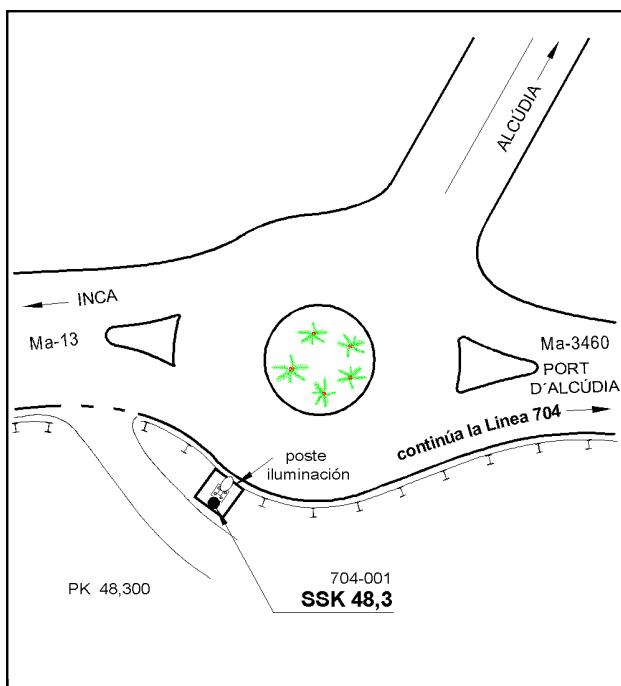 ALCÚDIA
INCA
Ma-13
Ma-3460
PORT
D´ALCÚDIA
continúa la Linea 704
poste
iluminación
PK 48,300
704-001
SSK 48,3